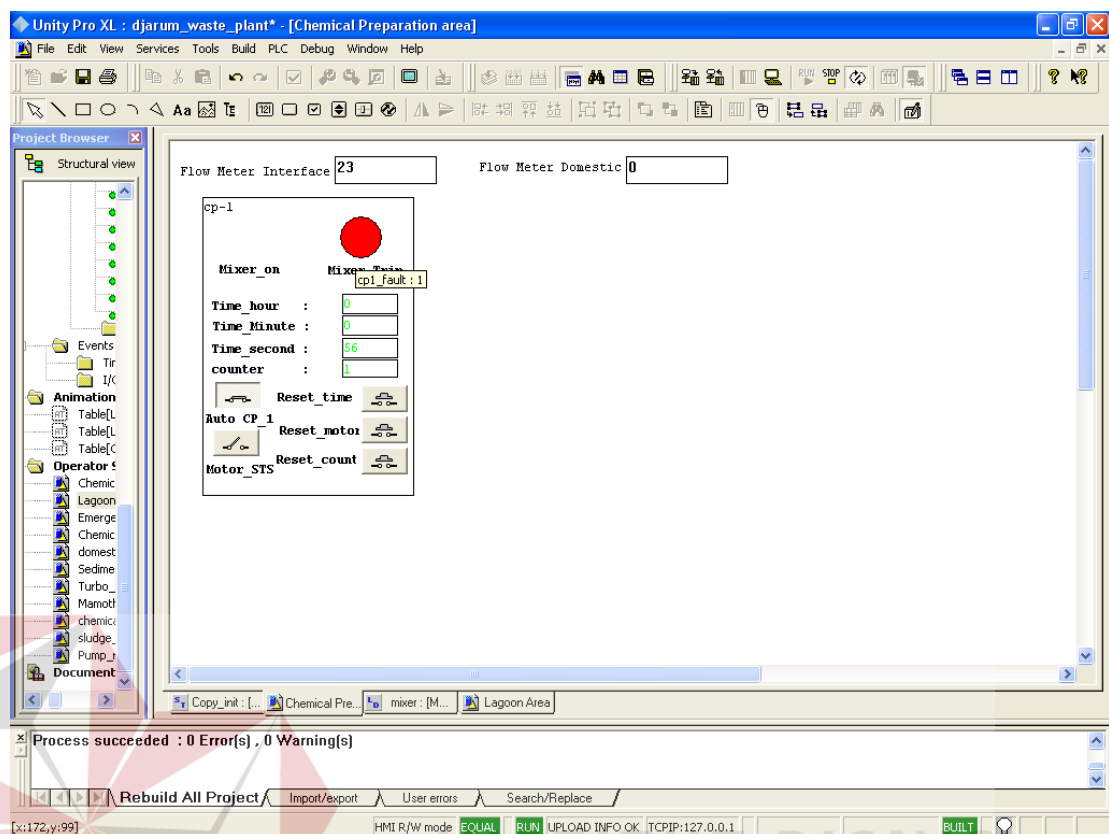 Unity Pro XL : djarum_waste_plant* - [Chemical Preparation area]
File Edit View Services Tools Build PLC Debug Window Help
Project Browser
Structural view
Events
Tir
I/C
Animation
Table[L
Table[L
Table[C
Operator S
Chemic
Lagoon
Emerge
Chemic
domest
Sedime
Turbo_
Mamoth
chemica
sludge_
Pump_r
Document
Flow Meter Interface 23
Flow Meter Domestic 0
cp-1
Mixer_on Mixer_Trip
cp1_fault : 1
Time_hour : 0
Time_Minute : 0
Time_second : 56
counter : 1
Reset_time
Auto CP_1
Reset_motor
Motor_STS
Reset_count
Copy_init : [... Chemical Pre... mixer : [M... Lagoon Area
Process succeeded : 0 Error(s) , 0 Warning(s)
Rebuild All Project Import/export User errors Search/Replace
[x:172,y:99] HMI R/W mode EQUAL RUN UPLOAD INFO OK TCPIP:127.0.0.1 BUILT